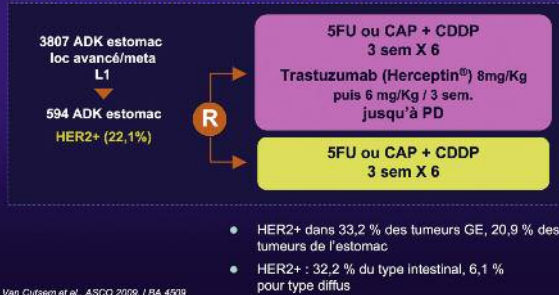 3807 ADK estomac
loc avancé/meta
L1
594 ADK estomac
HER2+ (22,1%)
R
5FU ou CAP + CDDP
3 sem X 6
Trastuzumab (Herceptin®) 8mg/Kg
puis 6 mg/Kg / 3 sem.
jusqu'à PD
5FU ou CAP + CDDP
3 sem X 6
• HER2+ dans 33,2 % des tumeurs GE, 20,9 % des
tumeurs de l'estomac
• HER2+ : 32,2 % du type intestinal, 6,1 %
pour type diffus
Van Cutsem et al., ASCO 2009, LBA 4509